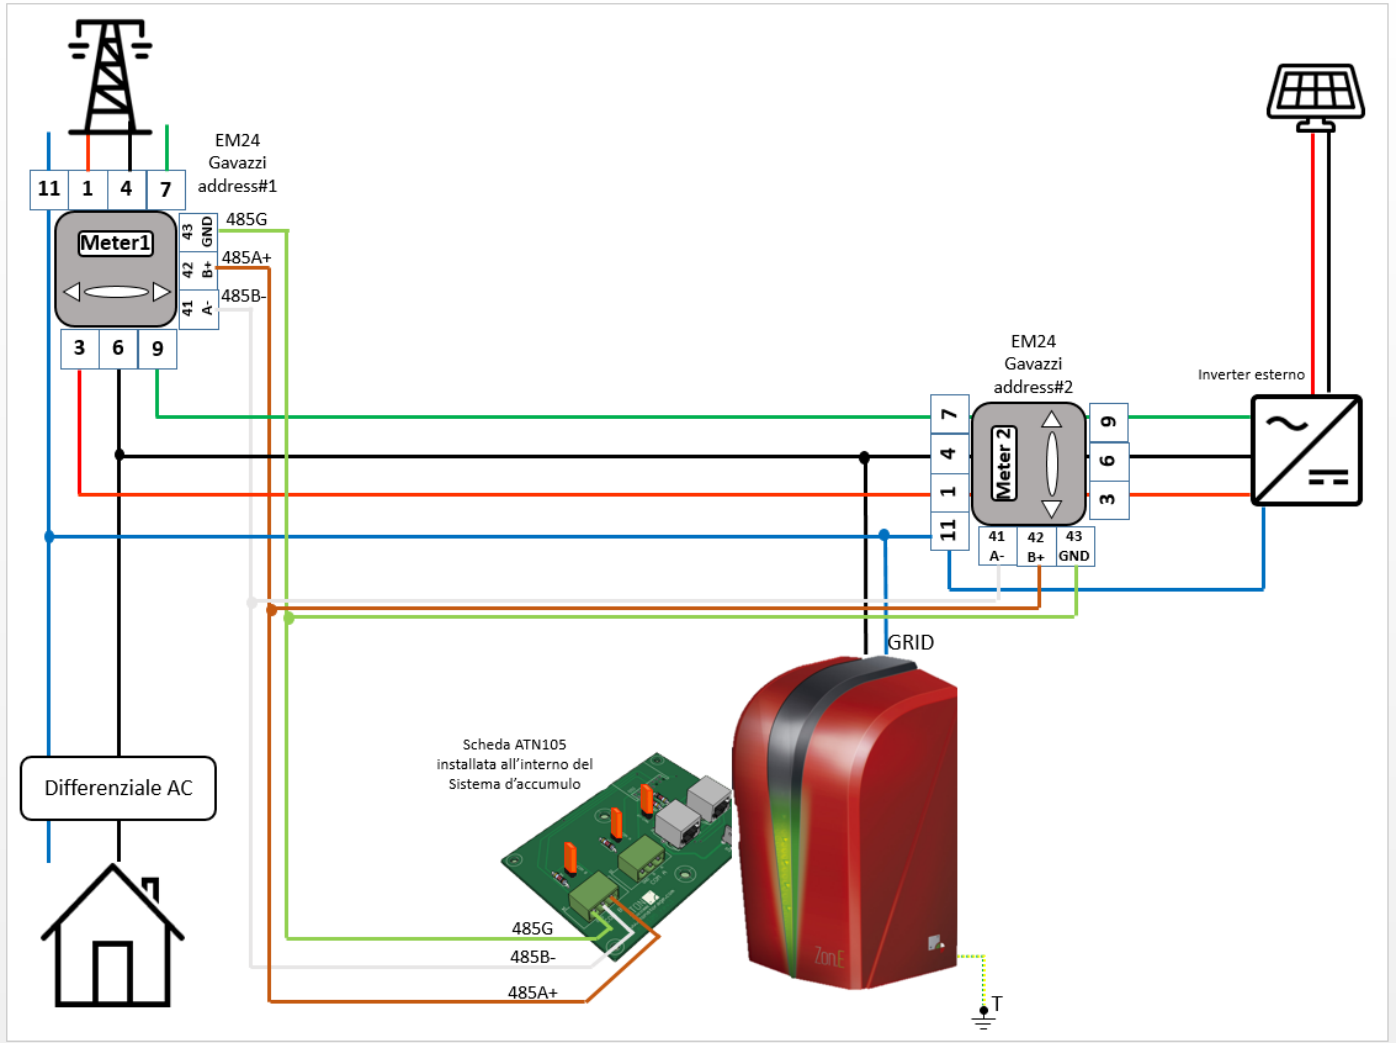 EM24
Gavazzi
address#1
11 1 4 7
Meter1
43 GND
485G
42 B+
485A+
41 A-
485B-
3 6 9
EM24
Gavazzi
address#2
Inverter esterno
7
4
1
11
Meter 2
9
6
3
41 42 43
A- B+ GND
GRID
Scheda ATN105
installata all'interno del
Sistema d'accumulo
Differenziale AC
485G
485B-
485A+
Zon.E
T